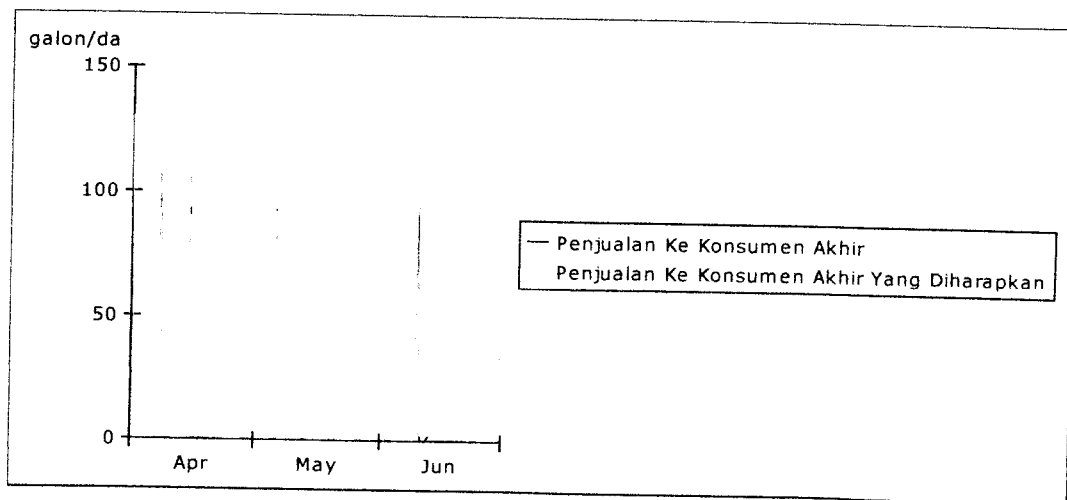 galon/da
150
100
50
0
Apr May Jun
— Penjualan Ke Konsumen Akhir
Penjualan Ke Konsumen Akhir Yang Diharapkan